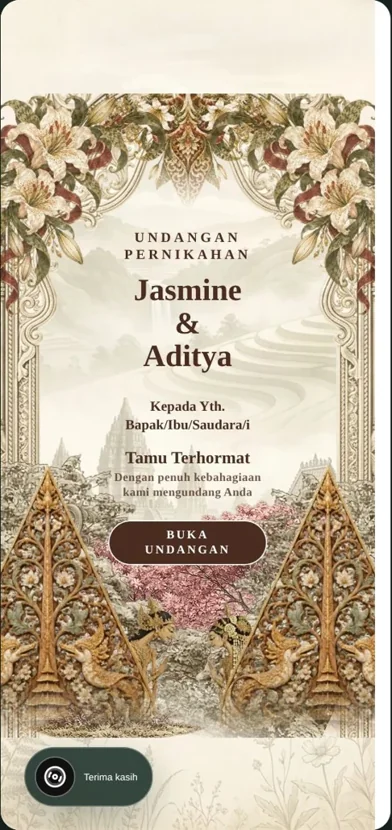 UNDANGAN
PERNIKAHAN
Jasmine
&
Aditya
Kepada Yth.
Bapak/Ibu/Saudara/i
Tamu Terhormat
Dengan penuh kebahagiaan
kami mengundang Anda
BUKA
UNDANGAN
Terima kasih